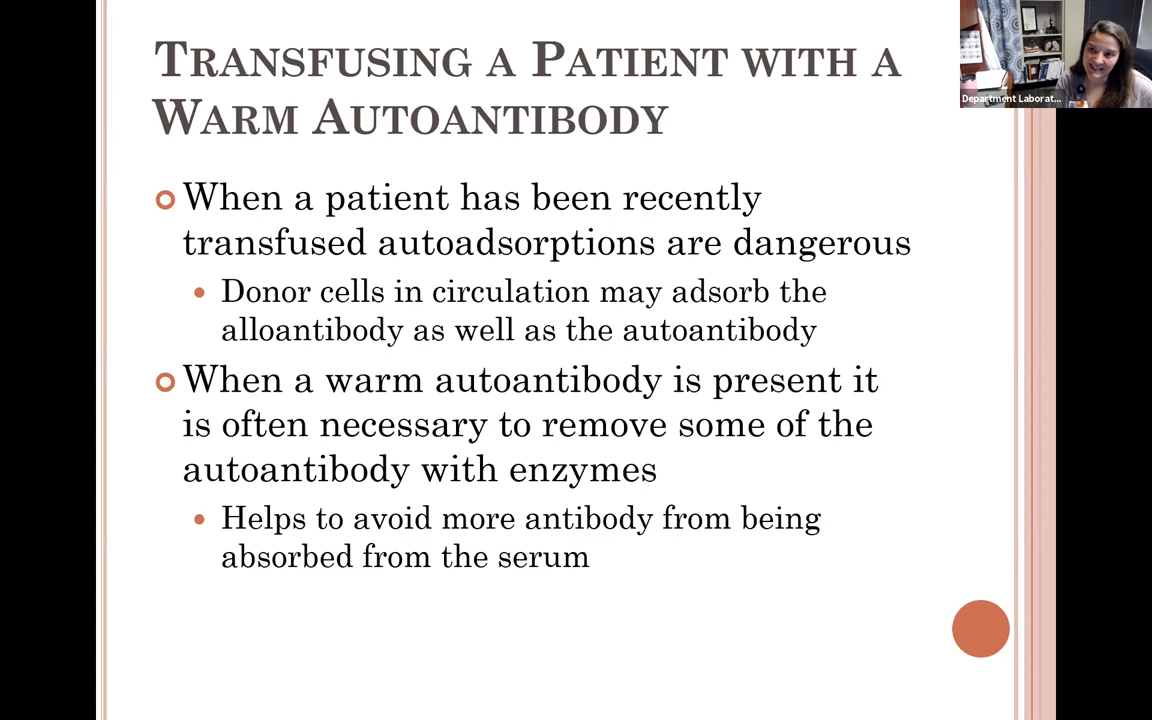 TRANSFUSING A PATIENT WITH A
WARM AUTOANTIBODY
When a patient has been recently
transfused autoadsorptions are dangerous
Donor cells in circulation may adsorb the
alloantibody as well as the autoantibody
When a warm autoantibody is present it
is often necessary to remove some of the
autoantibody with enzymes
Helps to avoid more antibody from being
absorbed from the serum
Department Laborat...